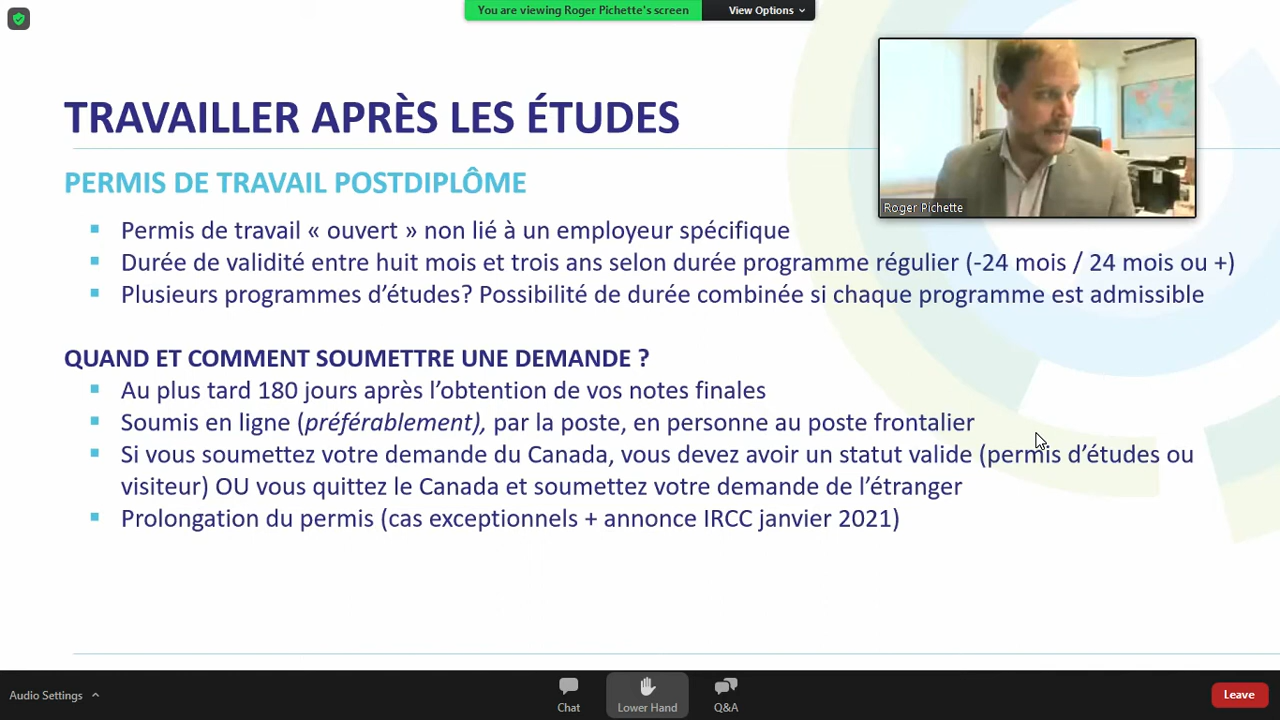 You are viewing Roger Pichette's screen
View Options
TRAVAILLER APRÈS LES ÉTUDES
Roger Pichette
PERMIS DE TRAVAIL POSTDIPLÔME
Permis de travail « ouvert » non lié à un employeur spécifique
Durée de validité entre huit mois et trois ans selon durée programme régulier (-24 mois / 24 mois ou +)
Plusieurs programmes d’études? Possibilité de durée combinée si chaque programme est admissible
QUAND ET COMMENT SOUMETTRE UNE DEMANDE ?
Au plus tard 180 jours après l’obtention de vos notes finales
Soumis en ligne (préférablement), par la poste, en personne au poste frontalier
Si vous soumettez votre demande du Canada, vous devez avoir un statut valide (permis d’études ou
visiteur) OU vous quittez le Canada et soumettez votre demande de l’étranger
Prolongation du permis (cas exceptionnels + annonce IRCC janvier 2021)
Audio Settings
Chat
Lower Hand
Q&A
Leave